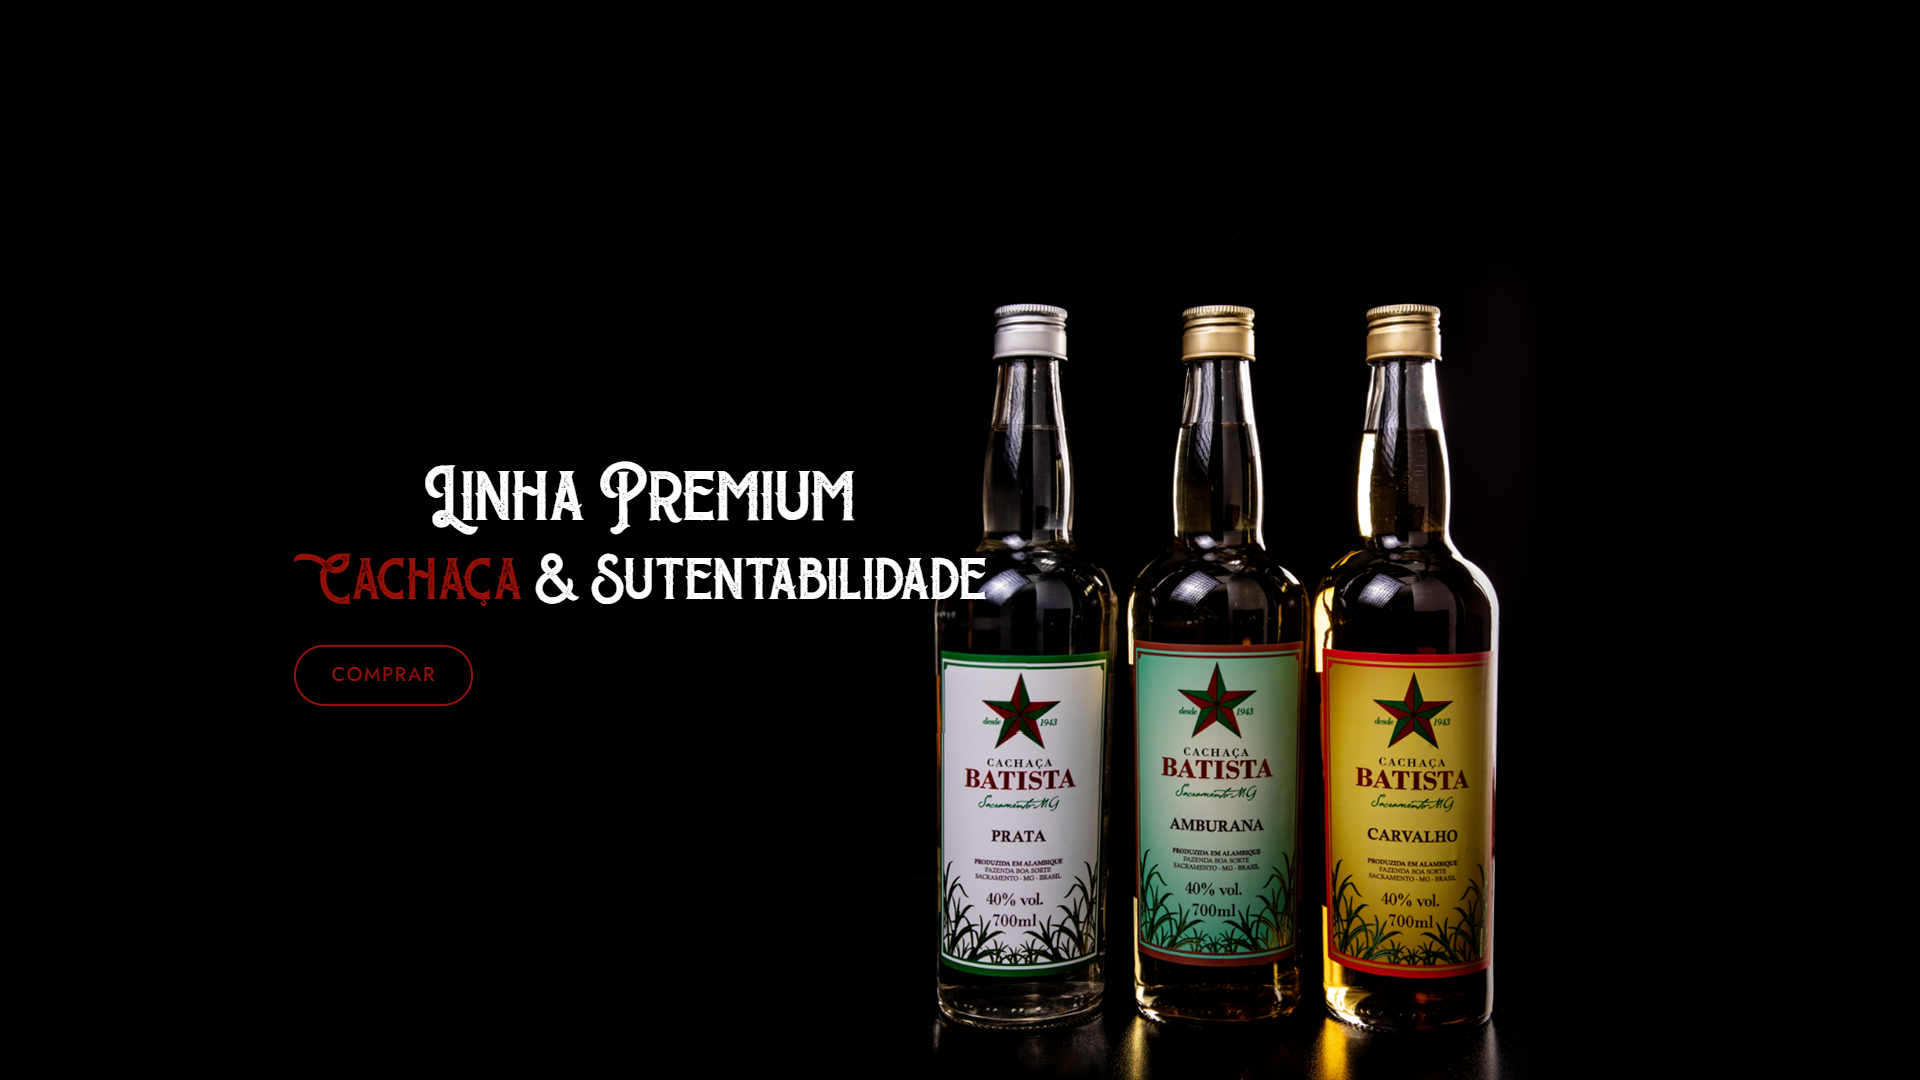 Linha Premium
Cachaça & Sutentabilidade
COMPRAR
desde 1943
CACHAÇA
BATISTA
Sacramento-MG
PRATA
PRODUZIDA EM ALAMBIQUE
FAZENDA BOA SORTE
SACRAMENTO - MG - BRASIL
40% vol.
700ml
desde 1943
CACHAÇA
BATISTA
Sacramento-MG
AMBURANA
PRODUZIDA EM ALAMBIQUE
FAZENDA BOA SORTE
SACRAMENTO - MG - BRASIL
40% vol.
700ml
desde 1943
CACHAÇA
BATISTA
Sacramento-MG
CARVALHO
PRODUZIDA EM ALAMBIQUE
FAZENDA BOA SORTE
SACRAMENTO - MG - BRASIL
40% vol.
700ml